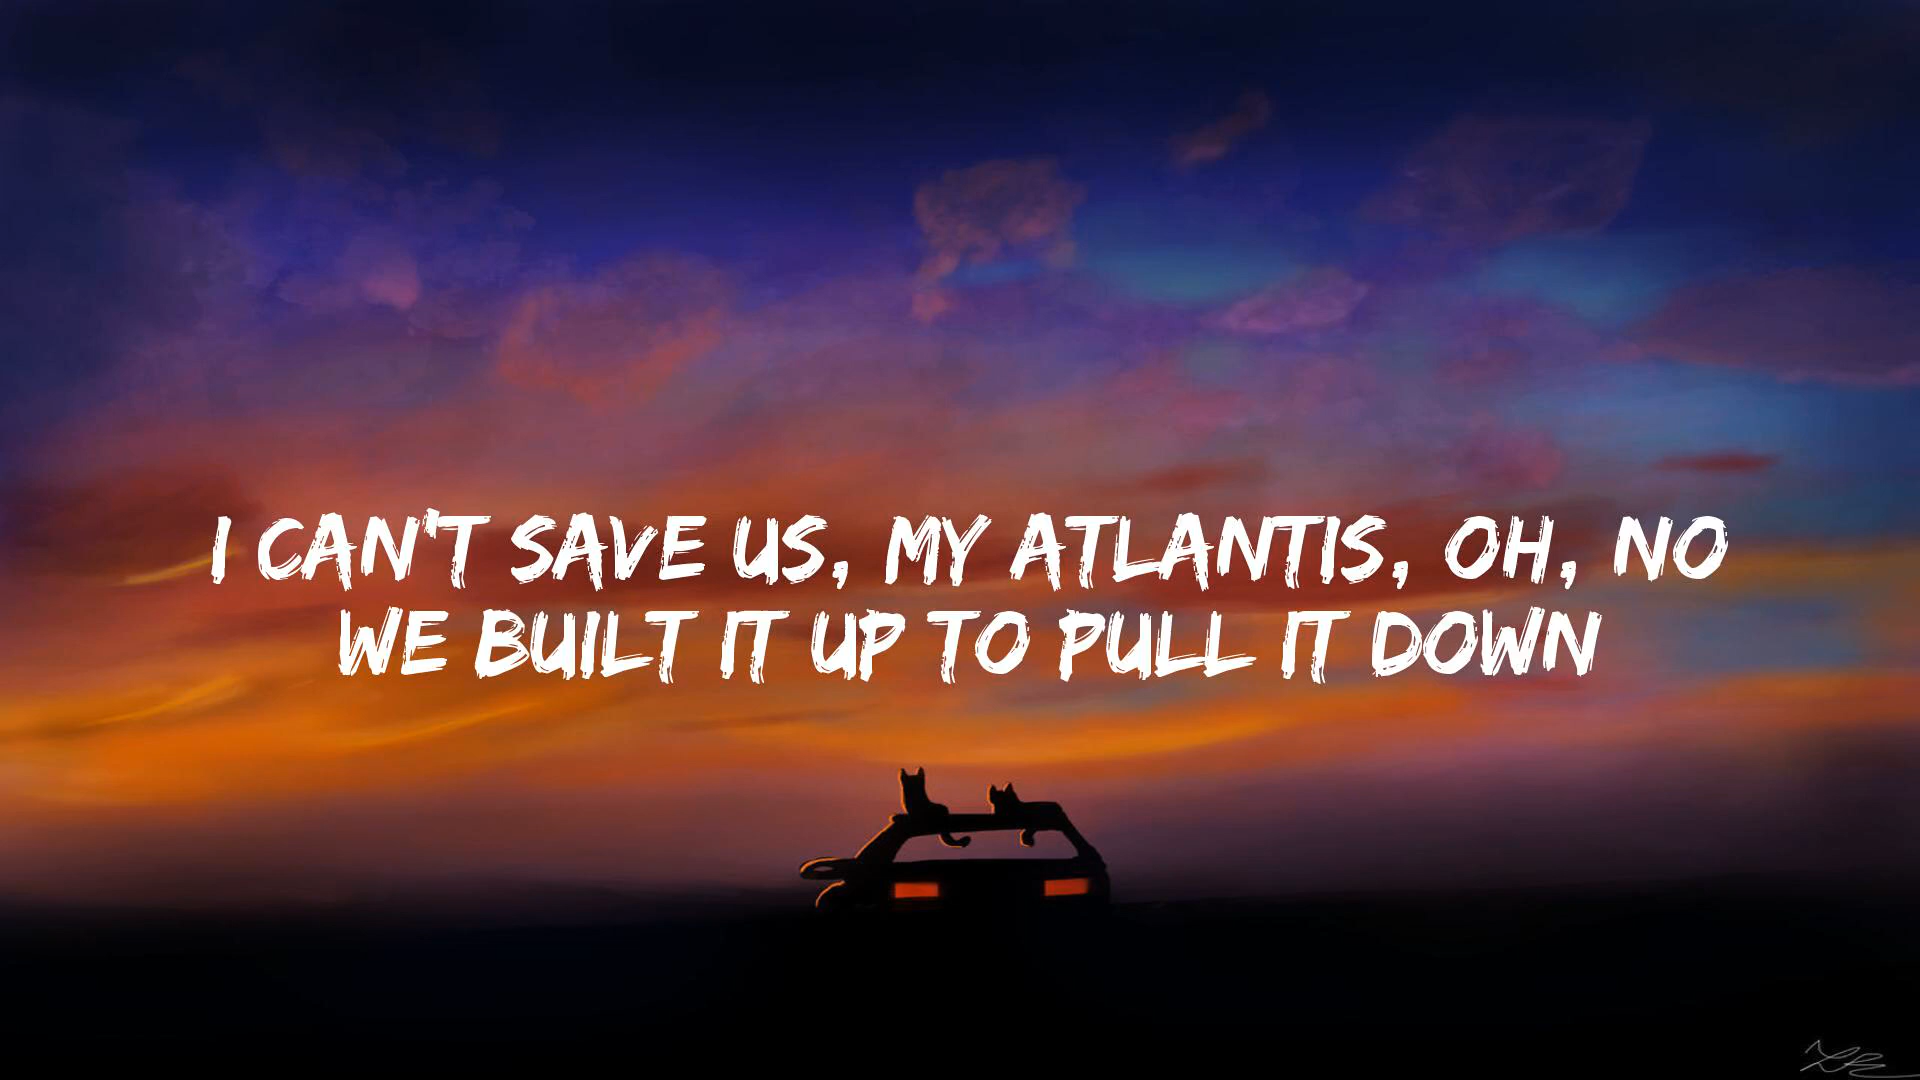 I CAN'T SAVE US, MY ATLANTIS, OH, NO
WE BUILT IT UP TO PULL IT DOWN